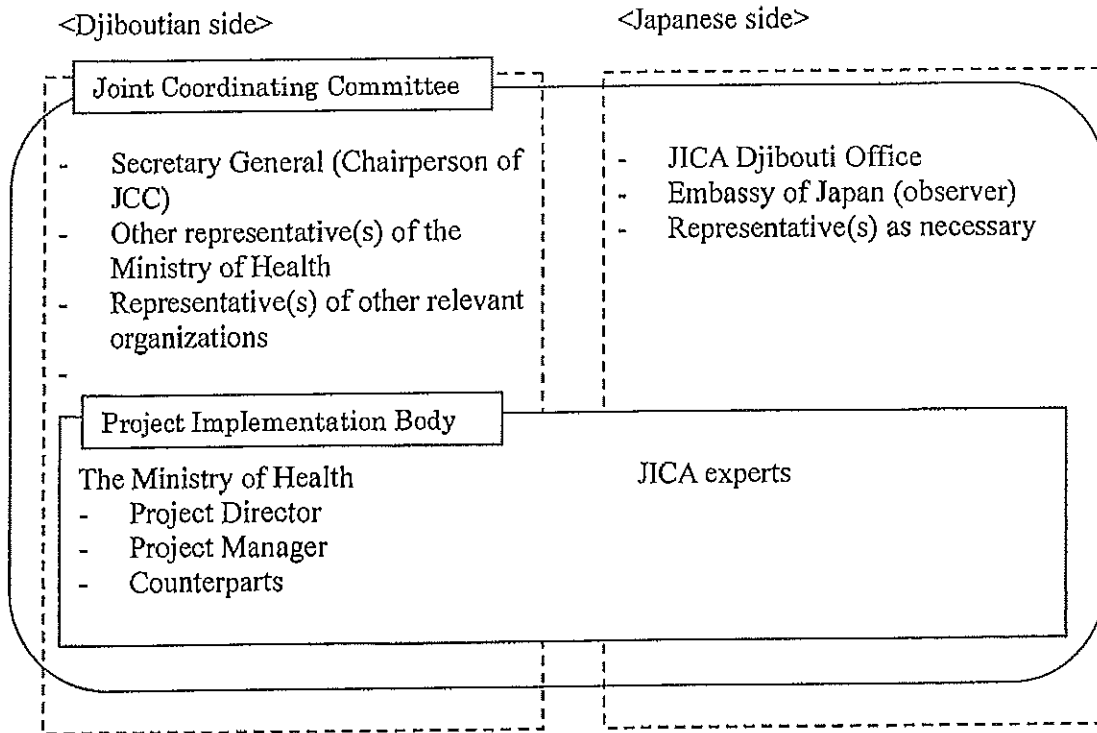 <Djiboutian side>
<Japanese side>
Joint Coordinating Committee
- Secretary General (Chairperson of
JCC)
- Other representative(s) of the
Ministry of Health
- Representative(s) of other relevant
organizations
-
- JICA Djibouti Office
- Embassy of Japan (observer)
- Representative(s) as necessary
Project Implementation Body
The Ministry of Health
- Project Director
- Project Manager
- Counterparts
JICA experts